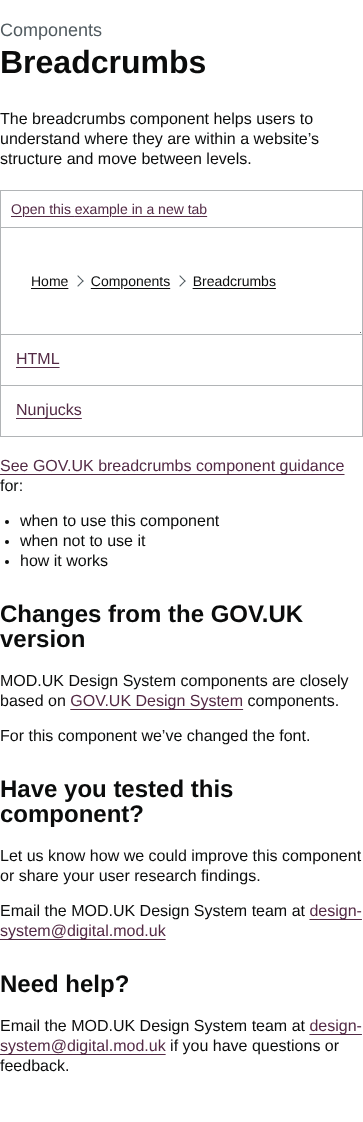 Components
Breadcrumbs
The breadcrumbs component helps users to
understand where they are within a website’s
structure and move between levels.
Open this example in a new tab
Home > Components > Breadcrumbs
HTML
Nunjucks
See GOV.UK breadcrumbs component guidance
for:
• when to use this component
• when not to use it
• how it works
Changes from the GOV.UK
version
MOD.UK Design System components are closely
based on GOV.UK Design System components.
For this component we’ve changed the font.
Have you tested this
component?
Let us know how we could improve this component
or share your user research findings.
Email the MOD.UK Design System team at design-
system@digital.mod.uk
Need help?
Email the MOD.UK Design System team at design-
system@digital.mod.uk if you have questions or
feedback.